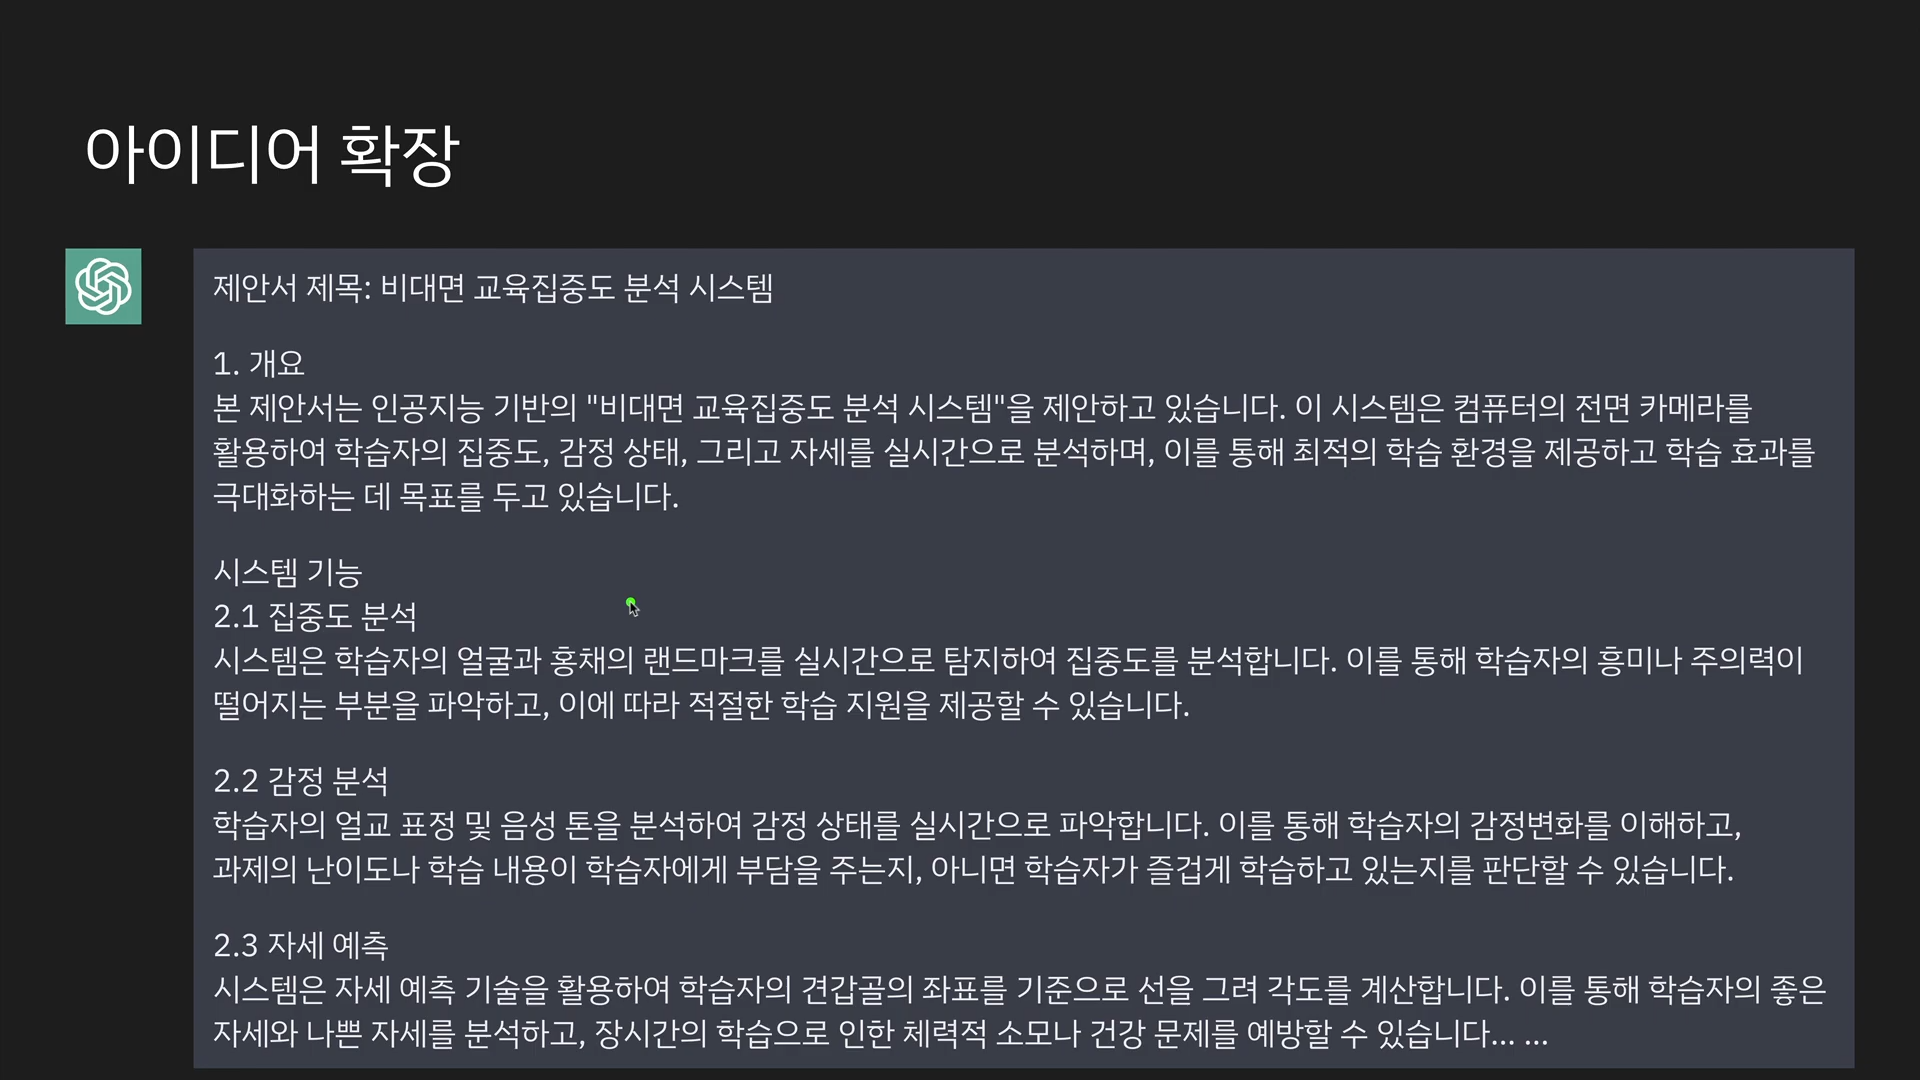 아이디어 확장
제안서 제목: 비대면 교육집중도 분석 시스템
1. 개요
본 제안서는 인공지능 기반의 "비대면 교육집중도 분석 시스템"을 제안하고 있습니다. 이 시스템은 컴퓨터의 전면 카메라를
활용하여 학습자의 집중도, 감정 상태, 그리고 자세를 실시간으로 분석하며, 이를 통해 최적의 학습 환경을 제공하고 학습 효과를
극대화하는 데 목표를 두고 있습니다.
시스템 기능
2.1 집중도 분석
시스템은 학습자의 얼굴과 홍채의 랜드마크를 실시간으로 탐지하여 집중도를 분석합니다. 이를 통해 학습자의 흥미나 주의력이
떨어지는 부분을 파악하고, 이에 따라 적절한 학습 지원을 제공할 수 있습니다.
2.2 감정 분석
학습자의 얼교 표정 및 음성 톤을 분석하여 감정 상태를 실시간으로 파악합니다. 이를 통해 학습자의 감정변화를 이해하고,
과제의 난이도나 학습 내용이 학습자에게 부담을 주는지, 아니면 학습자가 즐겁게 학습하고 있는지를 판단할 수 있습니다.
2.3 자세 예측
시스템은 자세 예측 기술을 활용하여 학습자의 견갑골의 좌표를 기준으로 선을 그려 각도를 계산합니다. 이를 통해 학습자의 좋은
자세와 나쁜 자세를 분석하고, 장시간의 학습으로 인한 체력적 소모나 건강 문제를 예방할 수 있습니다... ...